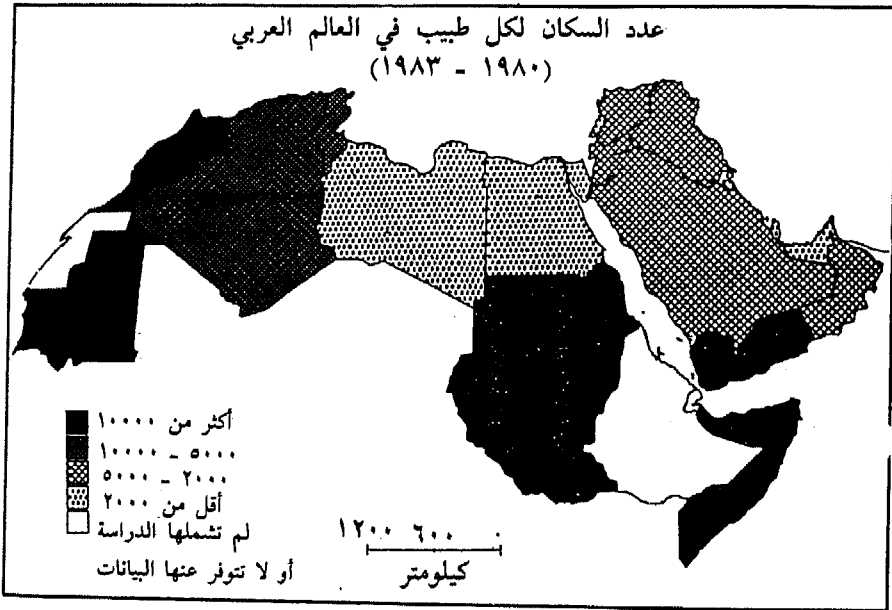 عدد السكان لكل طبيب في العالم العربي
(١٩٨٠ - ١٩٨٣)
أكثر من ١٠٠٠٠
٥٠٠٠ - ١٠٠٠٠
٢٠٠٠ - ٥٠٠٠
أقل من ٢٠٠٠
لم تشملها الدراسة
أو لا تتوفر عنها البيانات
١٢٠٠ ٦٠٠ ٠
كيلومتر